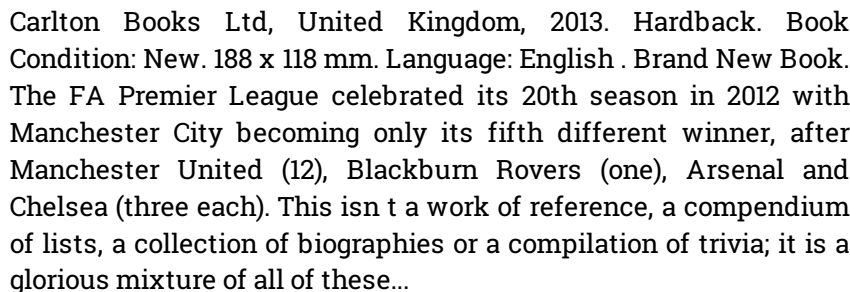 Carlton Books Ltd, United Kingdom, 2013. Hardback. Book
Condition: New. 188 x 118 mm. Language: English . Brand New Book.
The FA Premier League celebrated its 20th season in 2012 with
Manchester City becoming only its fifth different winner, after
Manchester United (12), Blackburn Rovers (one), Arsenal and
Chelsea (three each). This isn t a work of reference, a compendium
of lists, a collection of biographies or a compilation of trivia; it is a
glorious mixture of all of these...